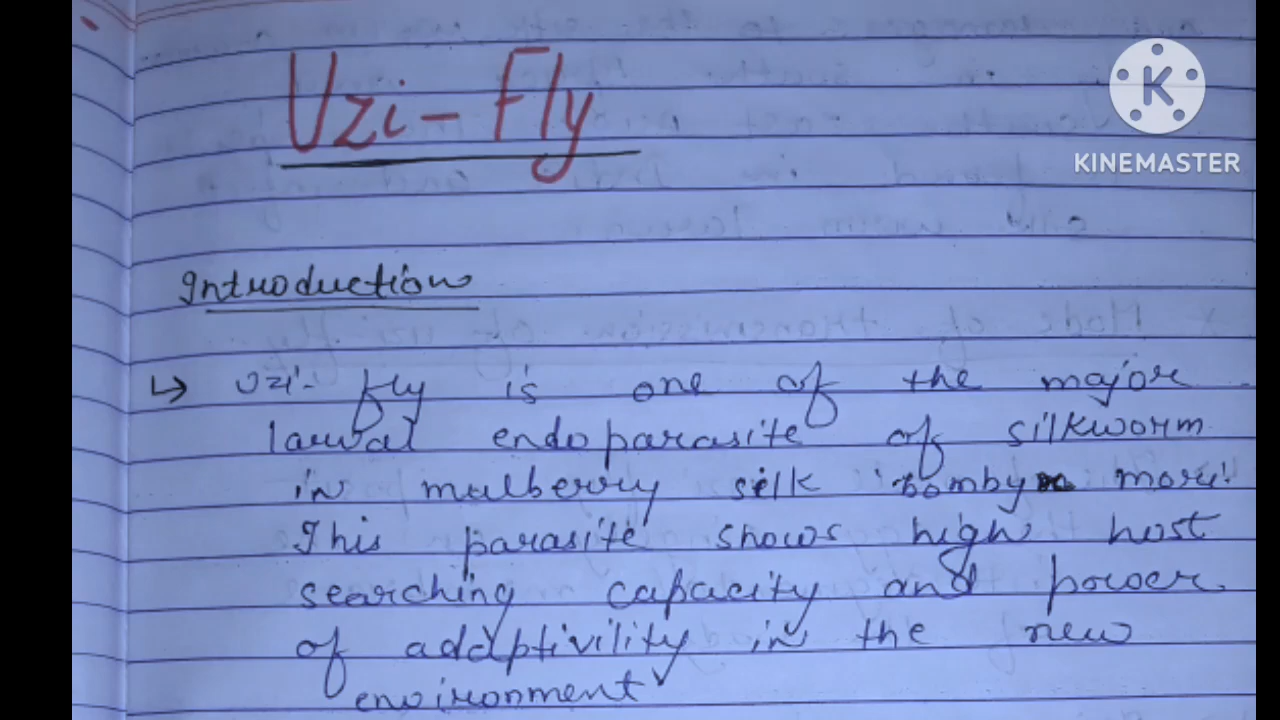 Uzi - Fly
KINEMASTER
Introduction
↳ Uzi- fly is one of the major
larval endoparasite of silkworm
in mulberry silk bombyx mori.
This parasite shows high host
searching capacity and power
of adaptivility in the new
environment